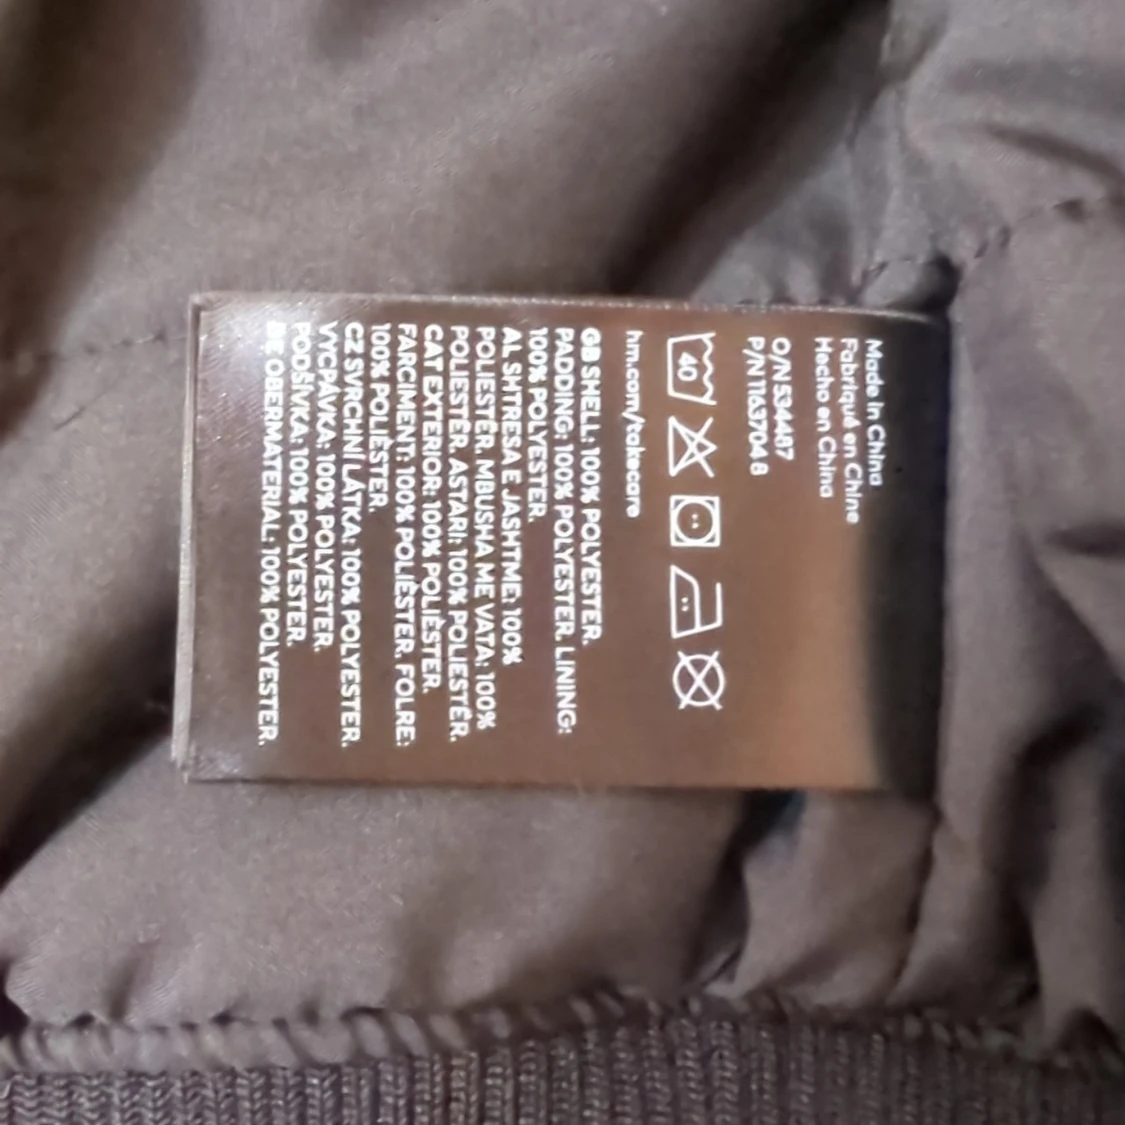 Made in China
Fabriqué en Chine
Hecho en China
O/N 534487
P/N 11637048
40
hm.com/takecare
GB SHELL: 100% POLYESTER.
PADDING: 100% POLYESTER. LINING:
100% POLYESTER.
AL SHTRESA E JASHTME: 100%
POLIESTËR. MBUSHA ME VATA: 100%
POLIESTËR. ASTARI: 100% POLIESTËR.
CAT EXTERIOR: 100% POLIÈSTER.
FARCIMENT: 100% POLIÈSTER. FOLRE:
100% POLIÈSTER.
CZ SVRCHNÍ LÁTKA: 100% POLYESTER.
VÝCPÁVKA: 100% POLYESTER.
PODŠÍVKA: 100% POLYESTER.
DE OBERMATERIAL: 100% POLYESTER.